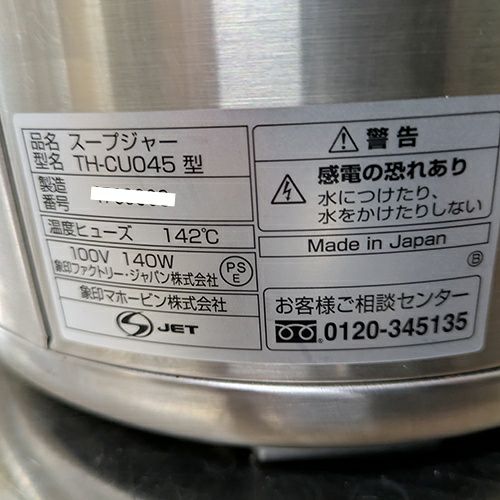 品名 スープジャー
型名 TH-CU045 型
製造
番号
温度ヒューズ 142℃
100V 140W
象印ファクトリー・ジャパン株式会社
PS
E
象印マホービン株式会社
S JET
警告
感電の恐れあり
水につけたり、
水をかけたりしない
Made in Japan
B
お客様ご相談センター
0120-345135